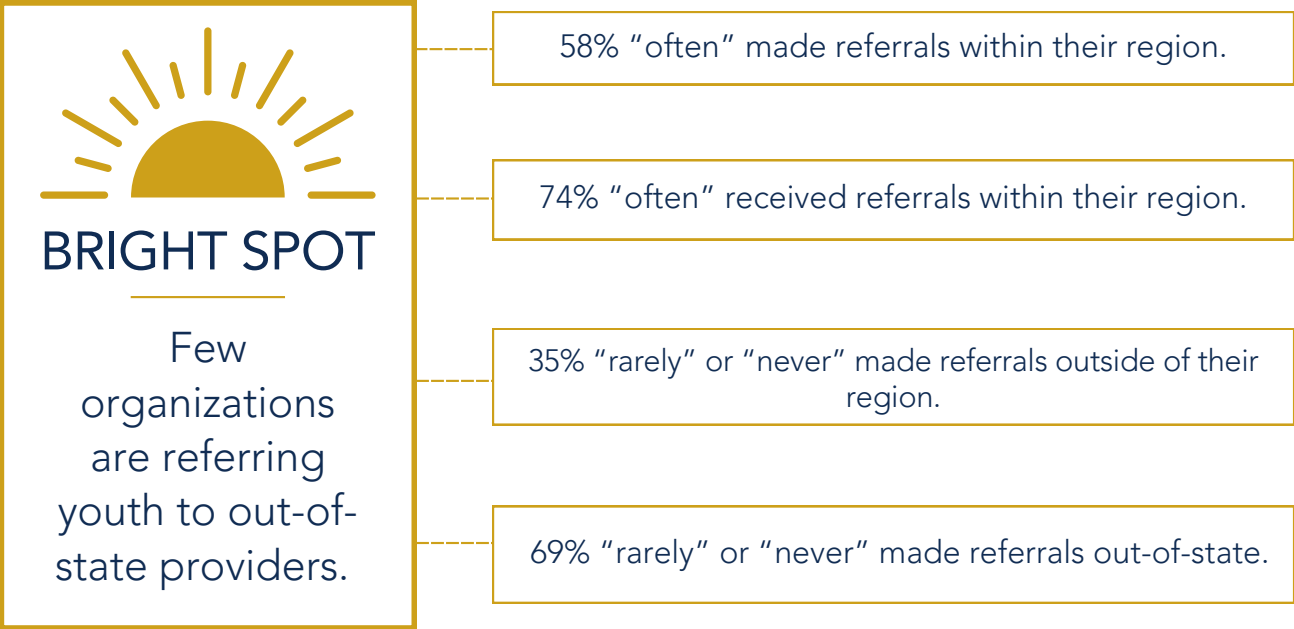 BRIGHT SPOT
Few
organizations
are referring
youth to out-of-
state providers.
58% “often” made referrals within their region.
74% “often” received referrals within their region.
35% “rarely” or “never” made referrals outside of their
region.
69% “rarely” or “never” made referrals out-of-state.